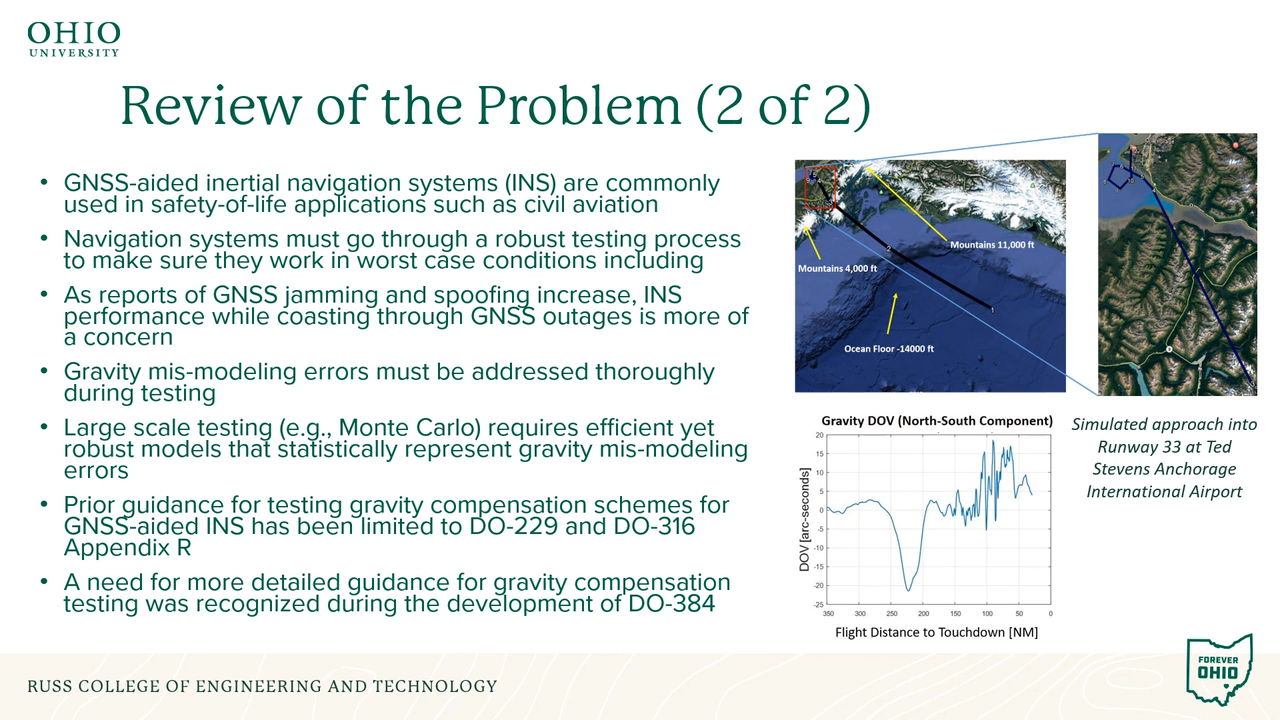 OHIO
UNIVERSITY
Review of the Problem (2 of 2)
• GNSS-aided inertial navigation systems (INS) are commonly
used in safety-of-life applications such as civil aviation
• Navigation systems must go through a robust testing process
to make sure they work in worst case conditions including
• As reports of GNSS jamming and spoofing increase, INS
performance while coasting through GNSS outages is more of
a concern
• Gravity mis-modeling errors must be addressed thoroughly
during testing
• Large scale testing (e.g., Monte Carlo) requires efficient yet
robust models that statistically represent gravity mis-modeling
errors
• Prior guidance for testing gravity compensation schemes for
GNSS-aided INS has been limited to DO-229 and DO-316
Appendix R
• A need for more detailed guidance for gravity compensation
testing was recognized during the development of DO-384
Mountains 11,000 ft
Mountains 4,000 ft
2
1
Ocean Floor -14000 ft
Simulated approach into
Runway 33 at Ted
Stevens Anchorage
International Airport
Gravity DOV (North-South Component)
DOV [arc-seconds]
20
15
10
5
0
-5
-10
-15
-20
-25
350 300 250 200 150 100 50 0
Flight Distance to Touchdown [NM]
RUSS COLLEGE OF ENGINEERING AND TECHNOLOGY
FOREVER
OHIO